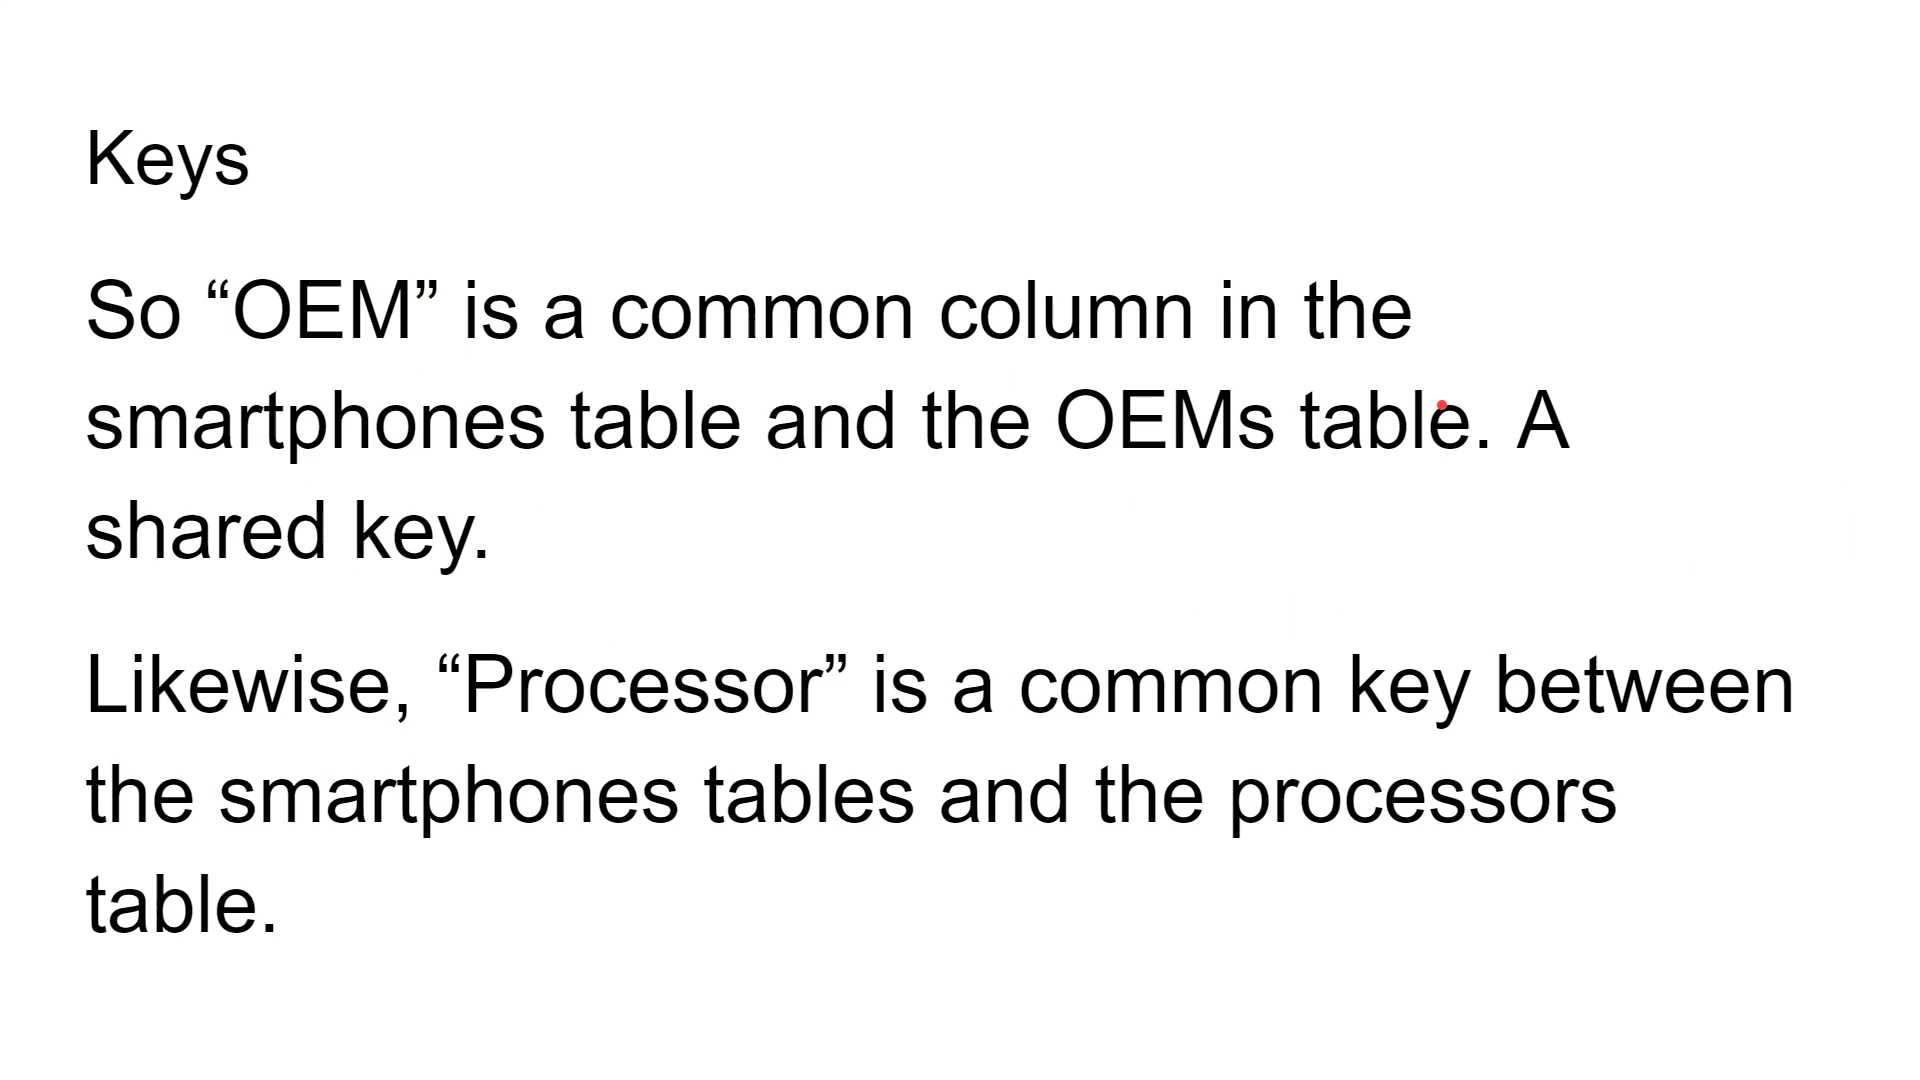 Keys
So “OEM” is a common column in the
smartphones table and the OEMs table. A
shared key.
Likewise, “Processor” is a common key between
the smartphones tables and the processors
table.